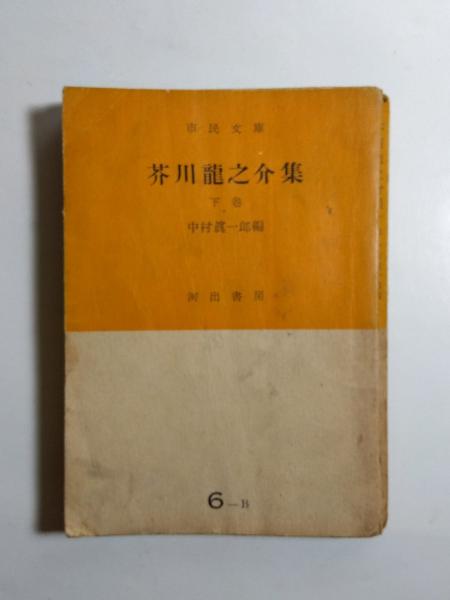 市民文庫
芥川龍之介集
下巻
中村眞一郎編
河出書房
6—B